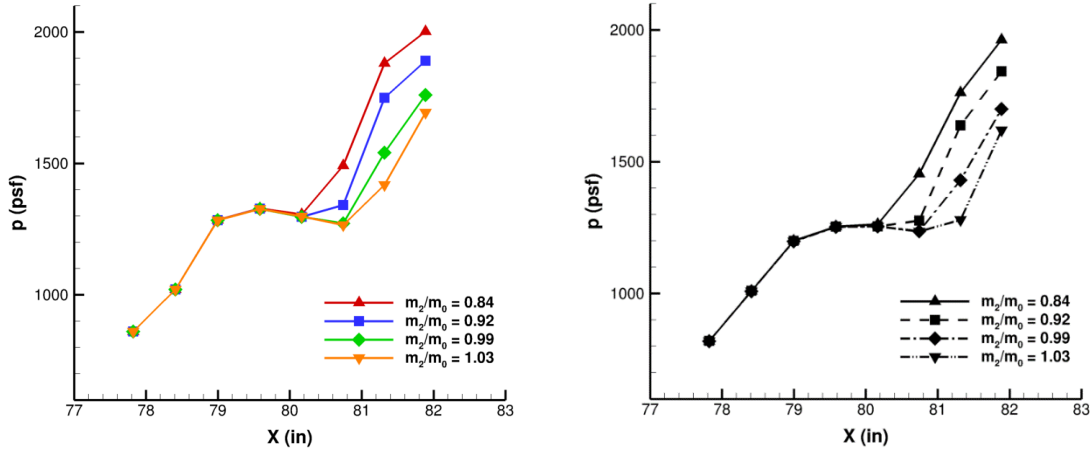 2000
1500
1000
p (psf)
77 78 79 80 81 82 83
X (in)
m₂/m₀ = 0.84
m₂/m₀ = 0.92
m₂/m₀ = 0.99
m₂/m₀ = 1.03
2000
1500
1000
p (psf)
77 78 79 80 81 82 83
X (in)
m₂/m₀ = 0.84
m₂/m₀ = 0.92
m₂/m₀ = 0.99
m₂/m₀ = 1.03